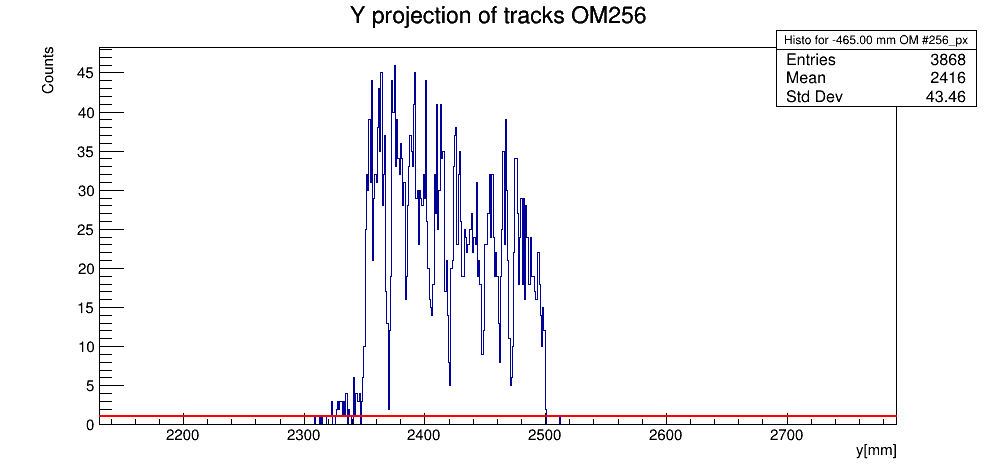 Y projection of tracks OM256
Histo for -465.00 mm OM #256_px
Entries 3868
Mean 2416
Std Dev 43.46
Counts
45
40
35
30
25
20
15
10
5
0
2200 2300 2400 2500 2600 2700
y[mm]